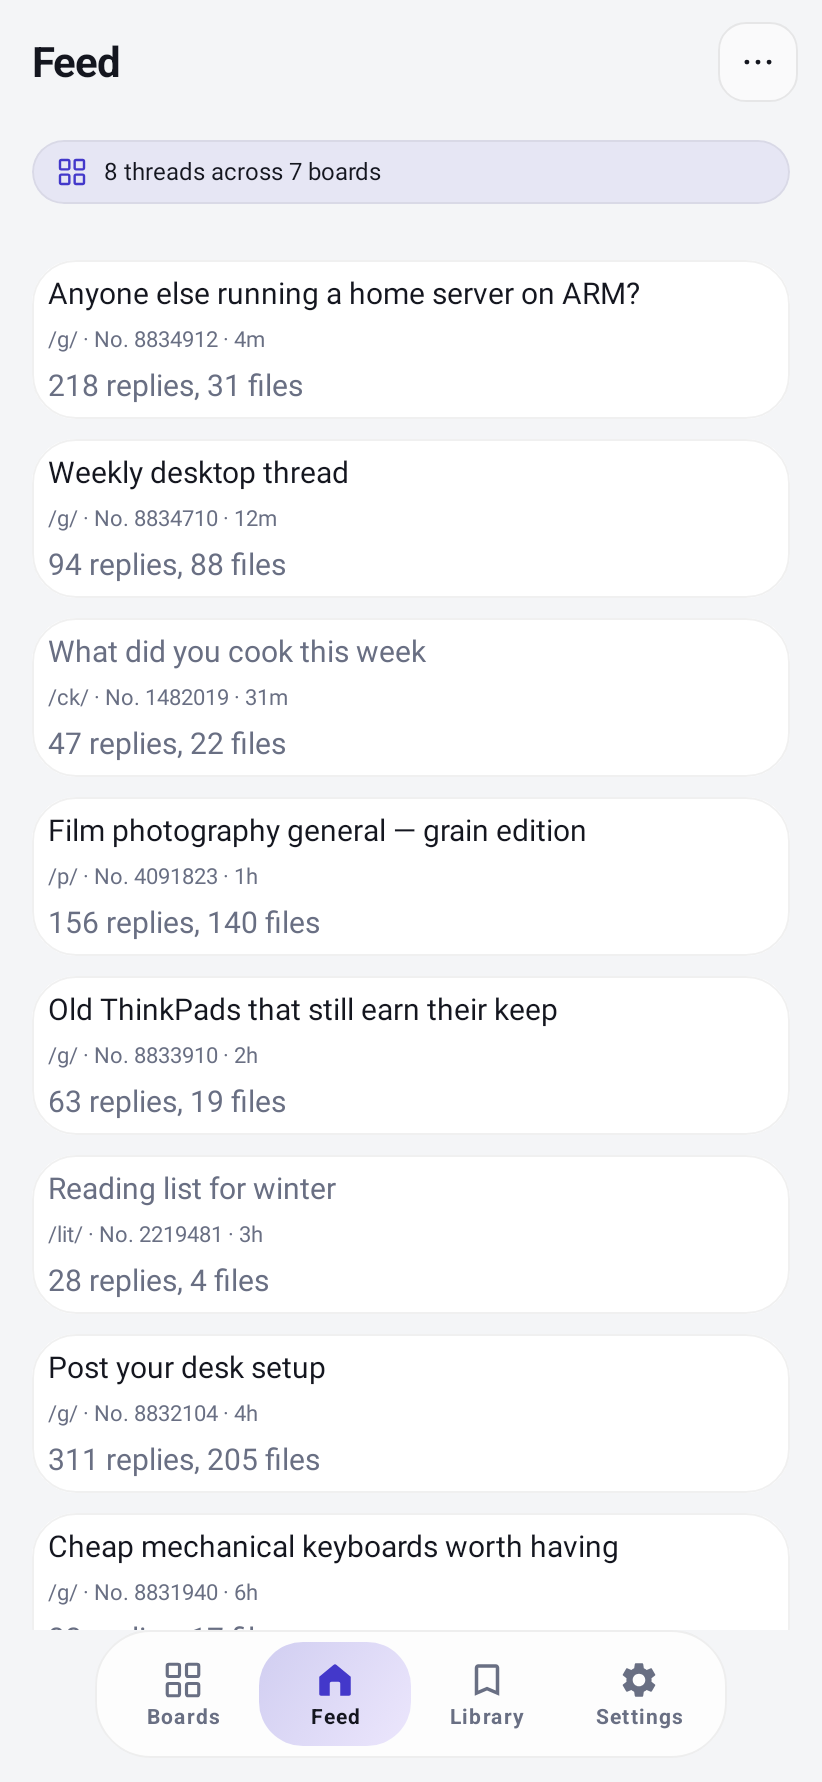 Feed
8 threads across 7 boards
Anyone else running a home server on ARM?
/g/ · No. 8834912 · 4m
218 replies, 31 files
Weekly desktop thread
/g/ · No. 8834710 · 12m
94 replies, 88 files
What did you cook this week
/ck/ · No. 1482019 · 31m
47 replies, 22 files
Film photography general — grain edition
/p/ · No. 4091823 · 1h
156 replies, 140 files
Old ThinkPads that still earn their keep
/g/ · No. 8833910 · 2h
63 replies, 19 files
Reading list for winter
/lit/ · No. 2219481 · 3h
28 replies, 4 files
Post your desk setup
/g/ · No. 8832104 · 4h
311 replies, 205 files
Cheap mechanical keyboards worth having
/g/ · No. 8831940 · 6h
Boards
Feed
Library
Settings